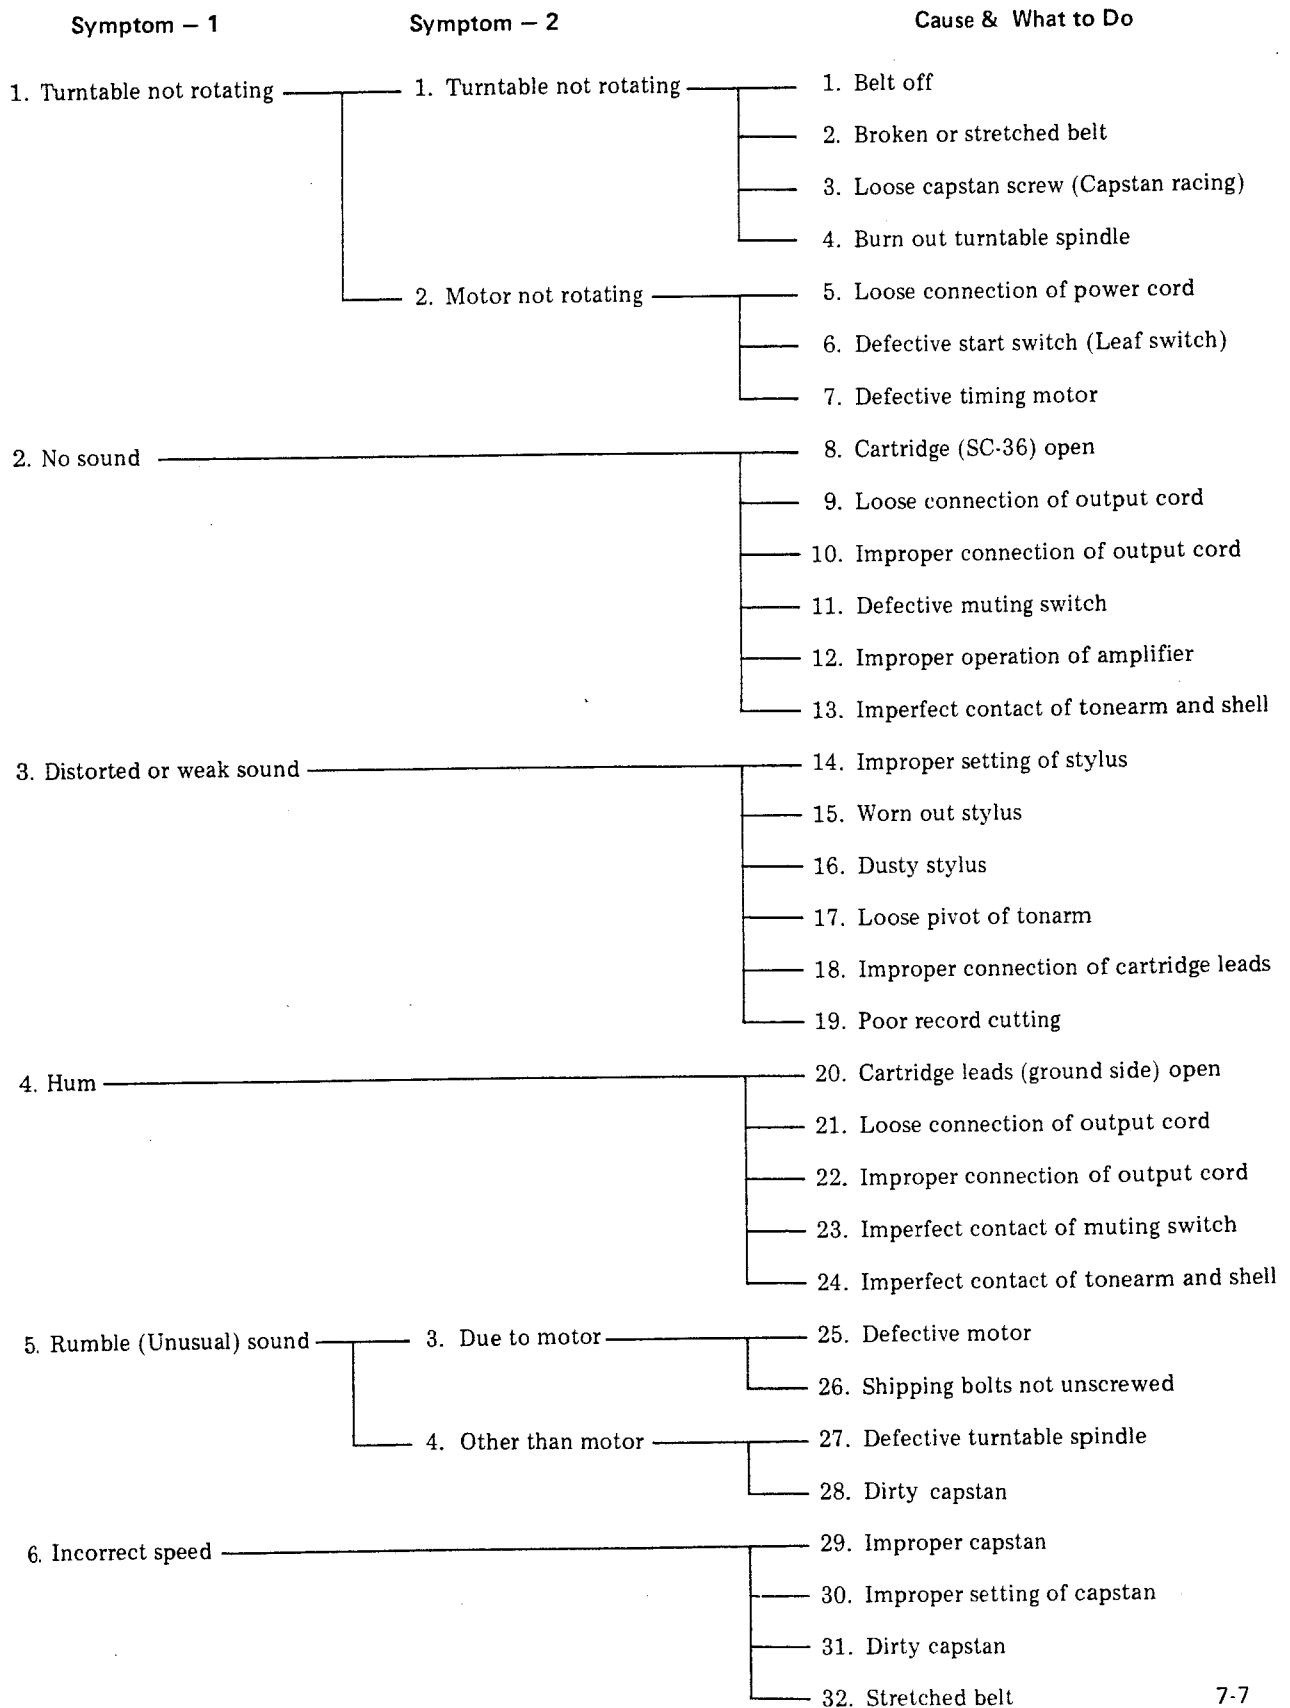 Symptom — 1 Symptom — 2 Cause & What to Do
1. Turntable not rotating 1. Turntable not rotating 1. Belt off
2. Broken or stretched belt
3. Loose capstan screw (Capstan racing)
4. Burn out turntable spindle
2. Motor not rotating 5. Loose connection of power cord
6. Defective start switch (Leaf switch)
7. Defective timing motor
2. No sound 8. Cartridge (SC-36) open
9. Loose connection of output cord
10. Improper connection of output cord
11. Defective muting switch
12. Improper operation of amplifier
13. Imperfect contact of tonearm and shell
3. Distorted or weak sound 14. Improper setting of stylus
15. Worn out stylus
16. Dusty stylus
17. Loose pivot of tonarm
18. Improper connection of cartridge leads
19. Poor record cutting
4. Hum 20. Cartridge leads (ground side) open
21. Loose connection of output cord
22. Improper connection of output cord
23. Imperfect contact of muting switch
24. Imperfect contact of tonearm and shell
5. Rumble (Unusual) sound 3. Due to motor 25. Defective motor
26. Shipping bolts not unscrewed
4. Other than motor 27. Defective turntable spindle
28. Dirty capstan
6. Incorrect speed 29. Improper capstan
30. Improper setting of capstan
31. Dirty capstan
32. Stretched belt
7-7